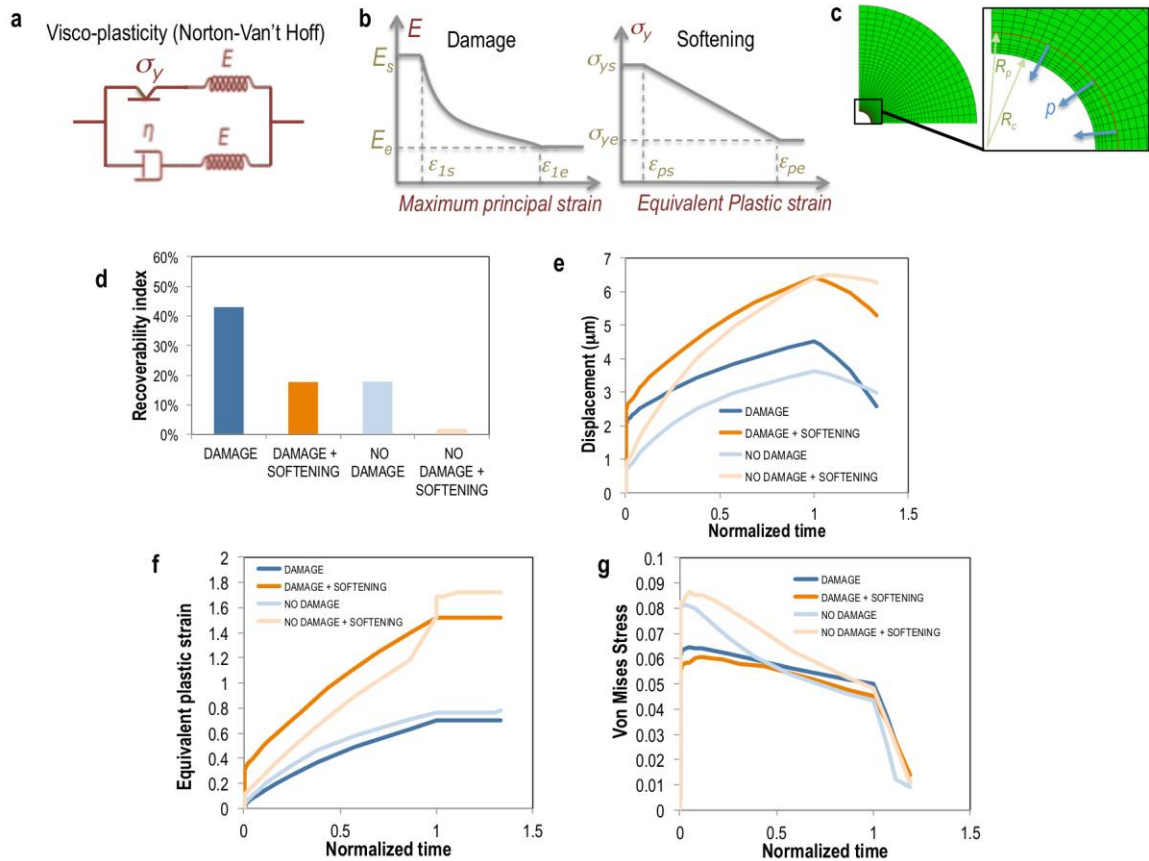 a
Visco-plasticity (Norton-Van't Hoff)
σy
E
η
E
b
E
Damage
Es
Ee
ε1s
ε1e
Maximum principal strain
σy
Softening
σys
σye
εps
εpe
Equivalent Plastic strain
c
Rp
Rc
p
d
Recoverability index
60%
50%
40%
30%
20%
10%
0%
DAMAGE
DAMAGE +
SOFTENING
NO
DAMAGE
NO
DAMAGE +
SOFTENING
e
Displacement (μm)
7
6
5
4
3
2
1
0
DAMAGE
DAMAGE + SOFTENING
NO DAMAGE
NO DAMAGE + SOFTENING
0
0.5
1
1.5
Normalized time
f
Equivalent plastic strain
2
1.8
1.6
1.4
1.2
1
0.8
0.6
0.4
0.2
0
DAMAGE
DAMAGE + SOFTENING
NO DAMAGE
NO DAMAGE + SOFTENING
0
0.5
1
1.5
Normalized time
g
Von Mises Stress
0.1
0.09
0.08
0.07
0.06
0.05
0.04
0.03
0.02
0.01
0
DAMAGE
DAMAGE + SOFTENING
NO DAMAGE
NO DAMAGE + SOFTENING
0
0.5
1
1.5
Normalized time